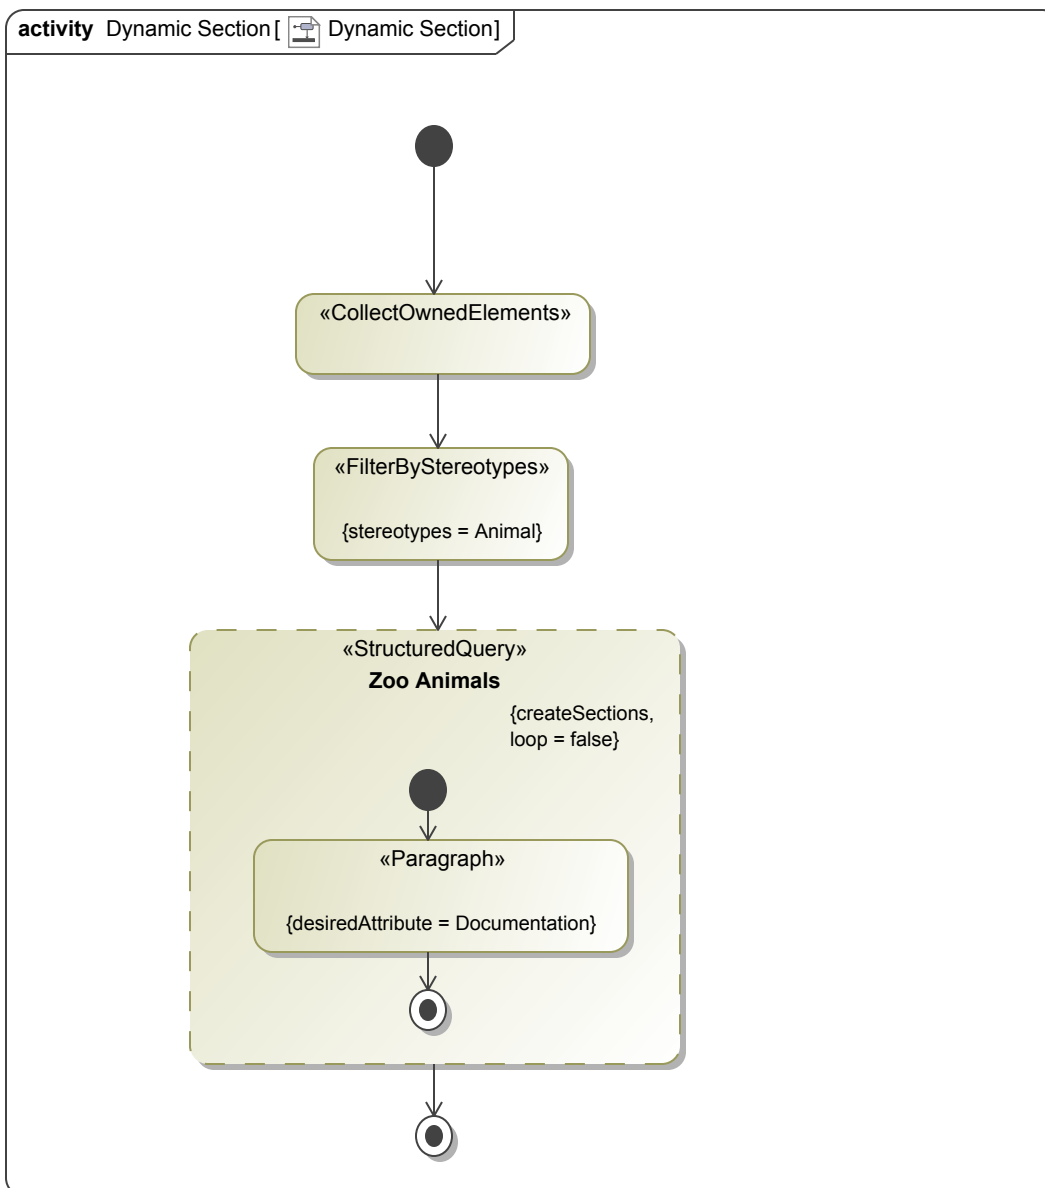 activity Dynamic Section [ Dynamic Section]
«CollectOwnedElements»
«FilterByStereotypes»
{stereotypes = Animal}
«StructuredQuery»
Zoo Animals
{createSections,
loop = false}
«Paragraph»
{desiredAttribute = Documentation}